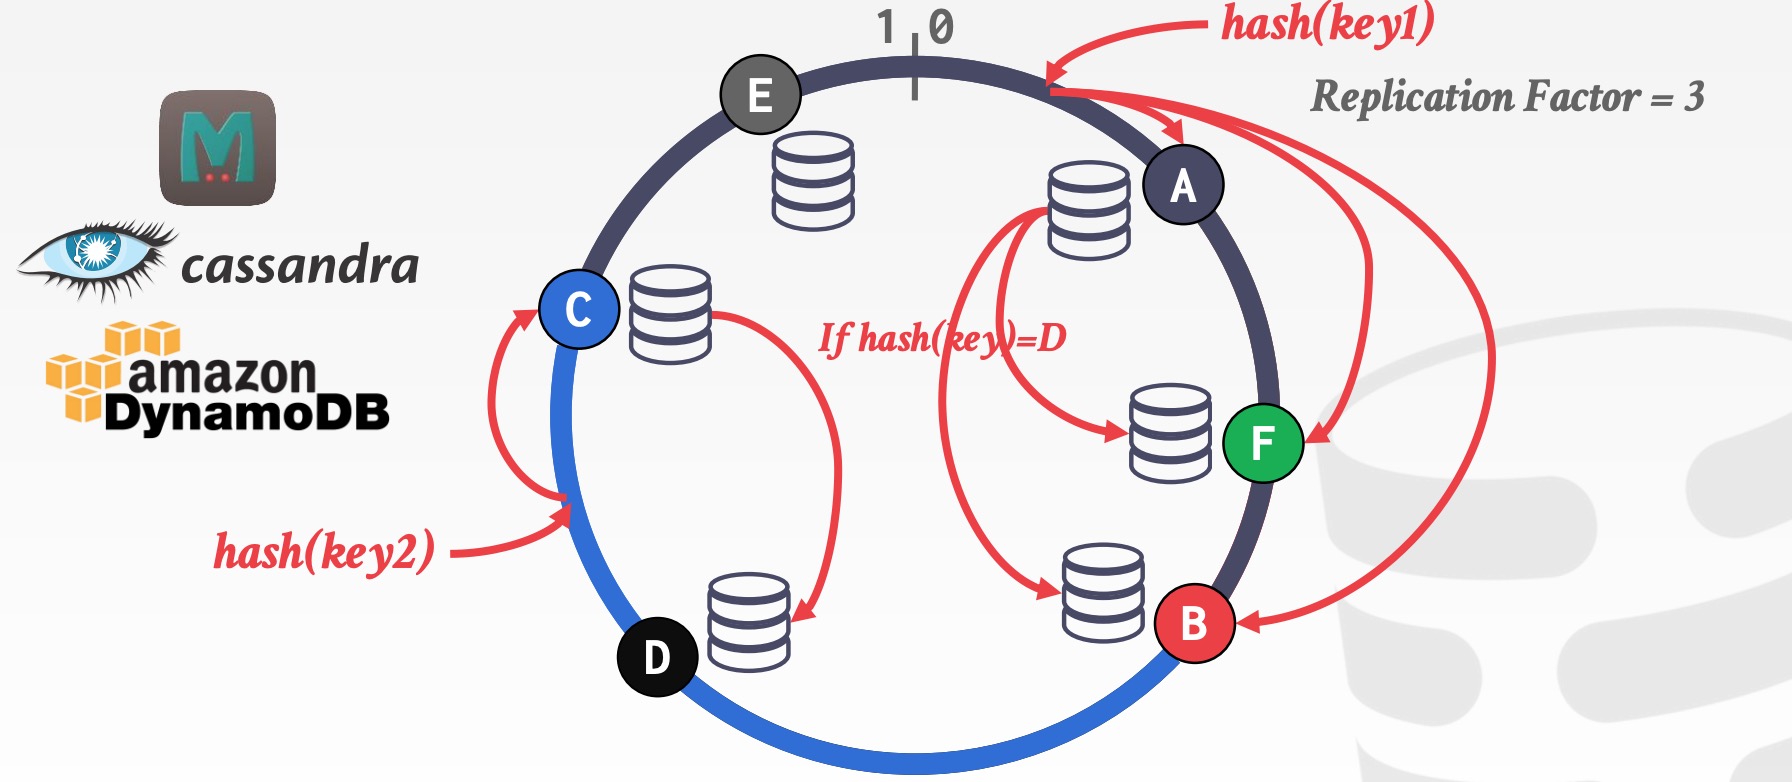 1 0
hash(key1)
Replication Factor = 3
E
A
M
cassandra
C
If hash(key)=D
amazon
DynamoDB
F
hash(key2)
B
D